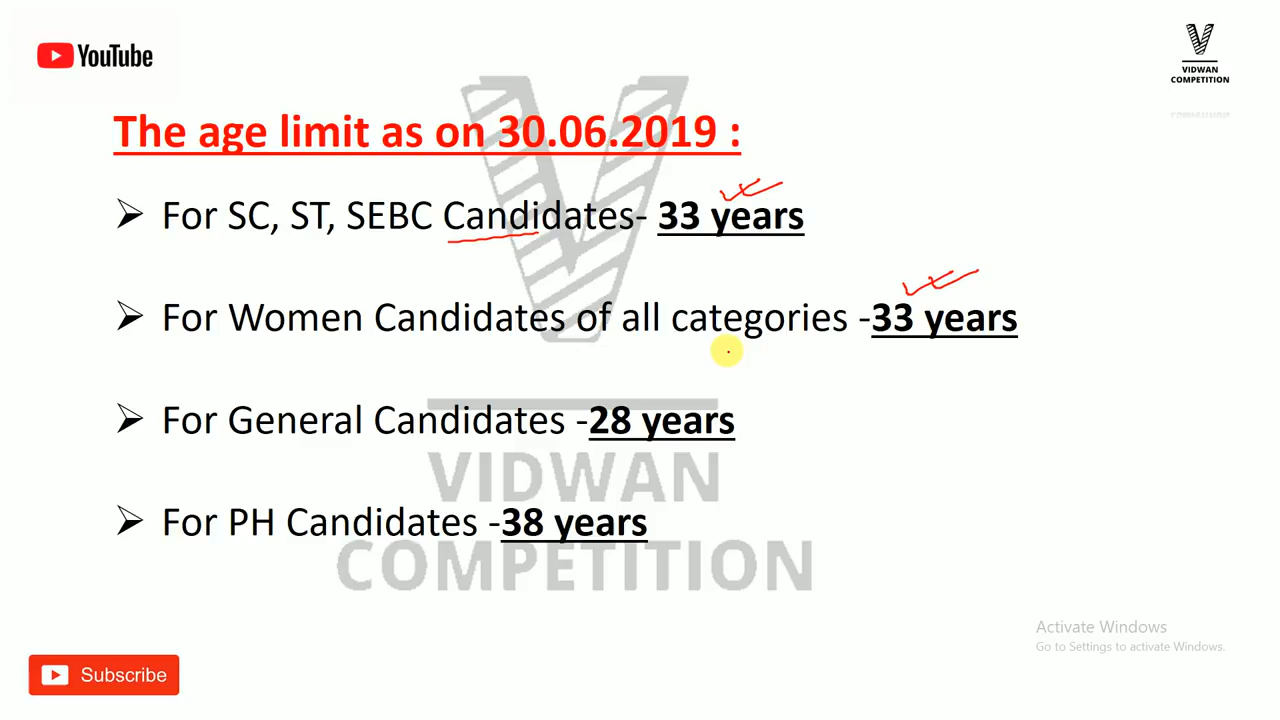 YouTube
VIDWAN
COMPETITION
The age limit as on 30.06.2019 :
➢ For SC, ST, SEBC Candidates- 33 years
➢ For Women Candidates of all categories -33 years
➢ For General Candidates -28 years
VIDWAN
➢ For PH Candidates -38 years
COMPETITION
Activate Windows
Go to Settings to activate Windows.
Subscribe